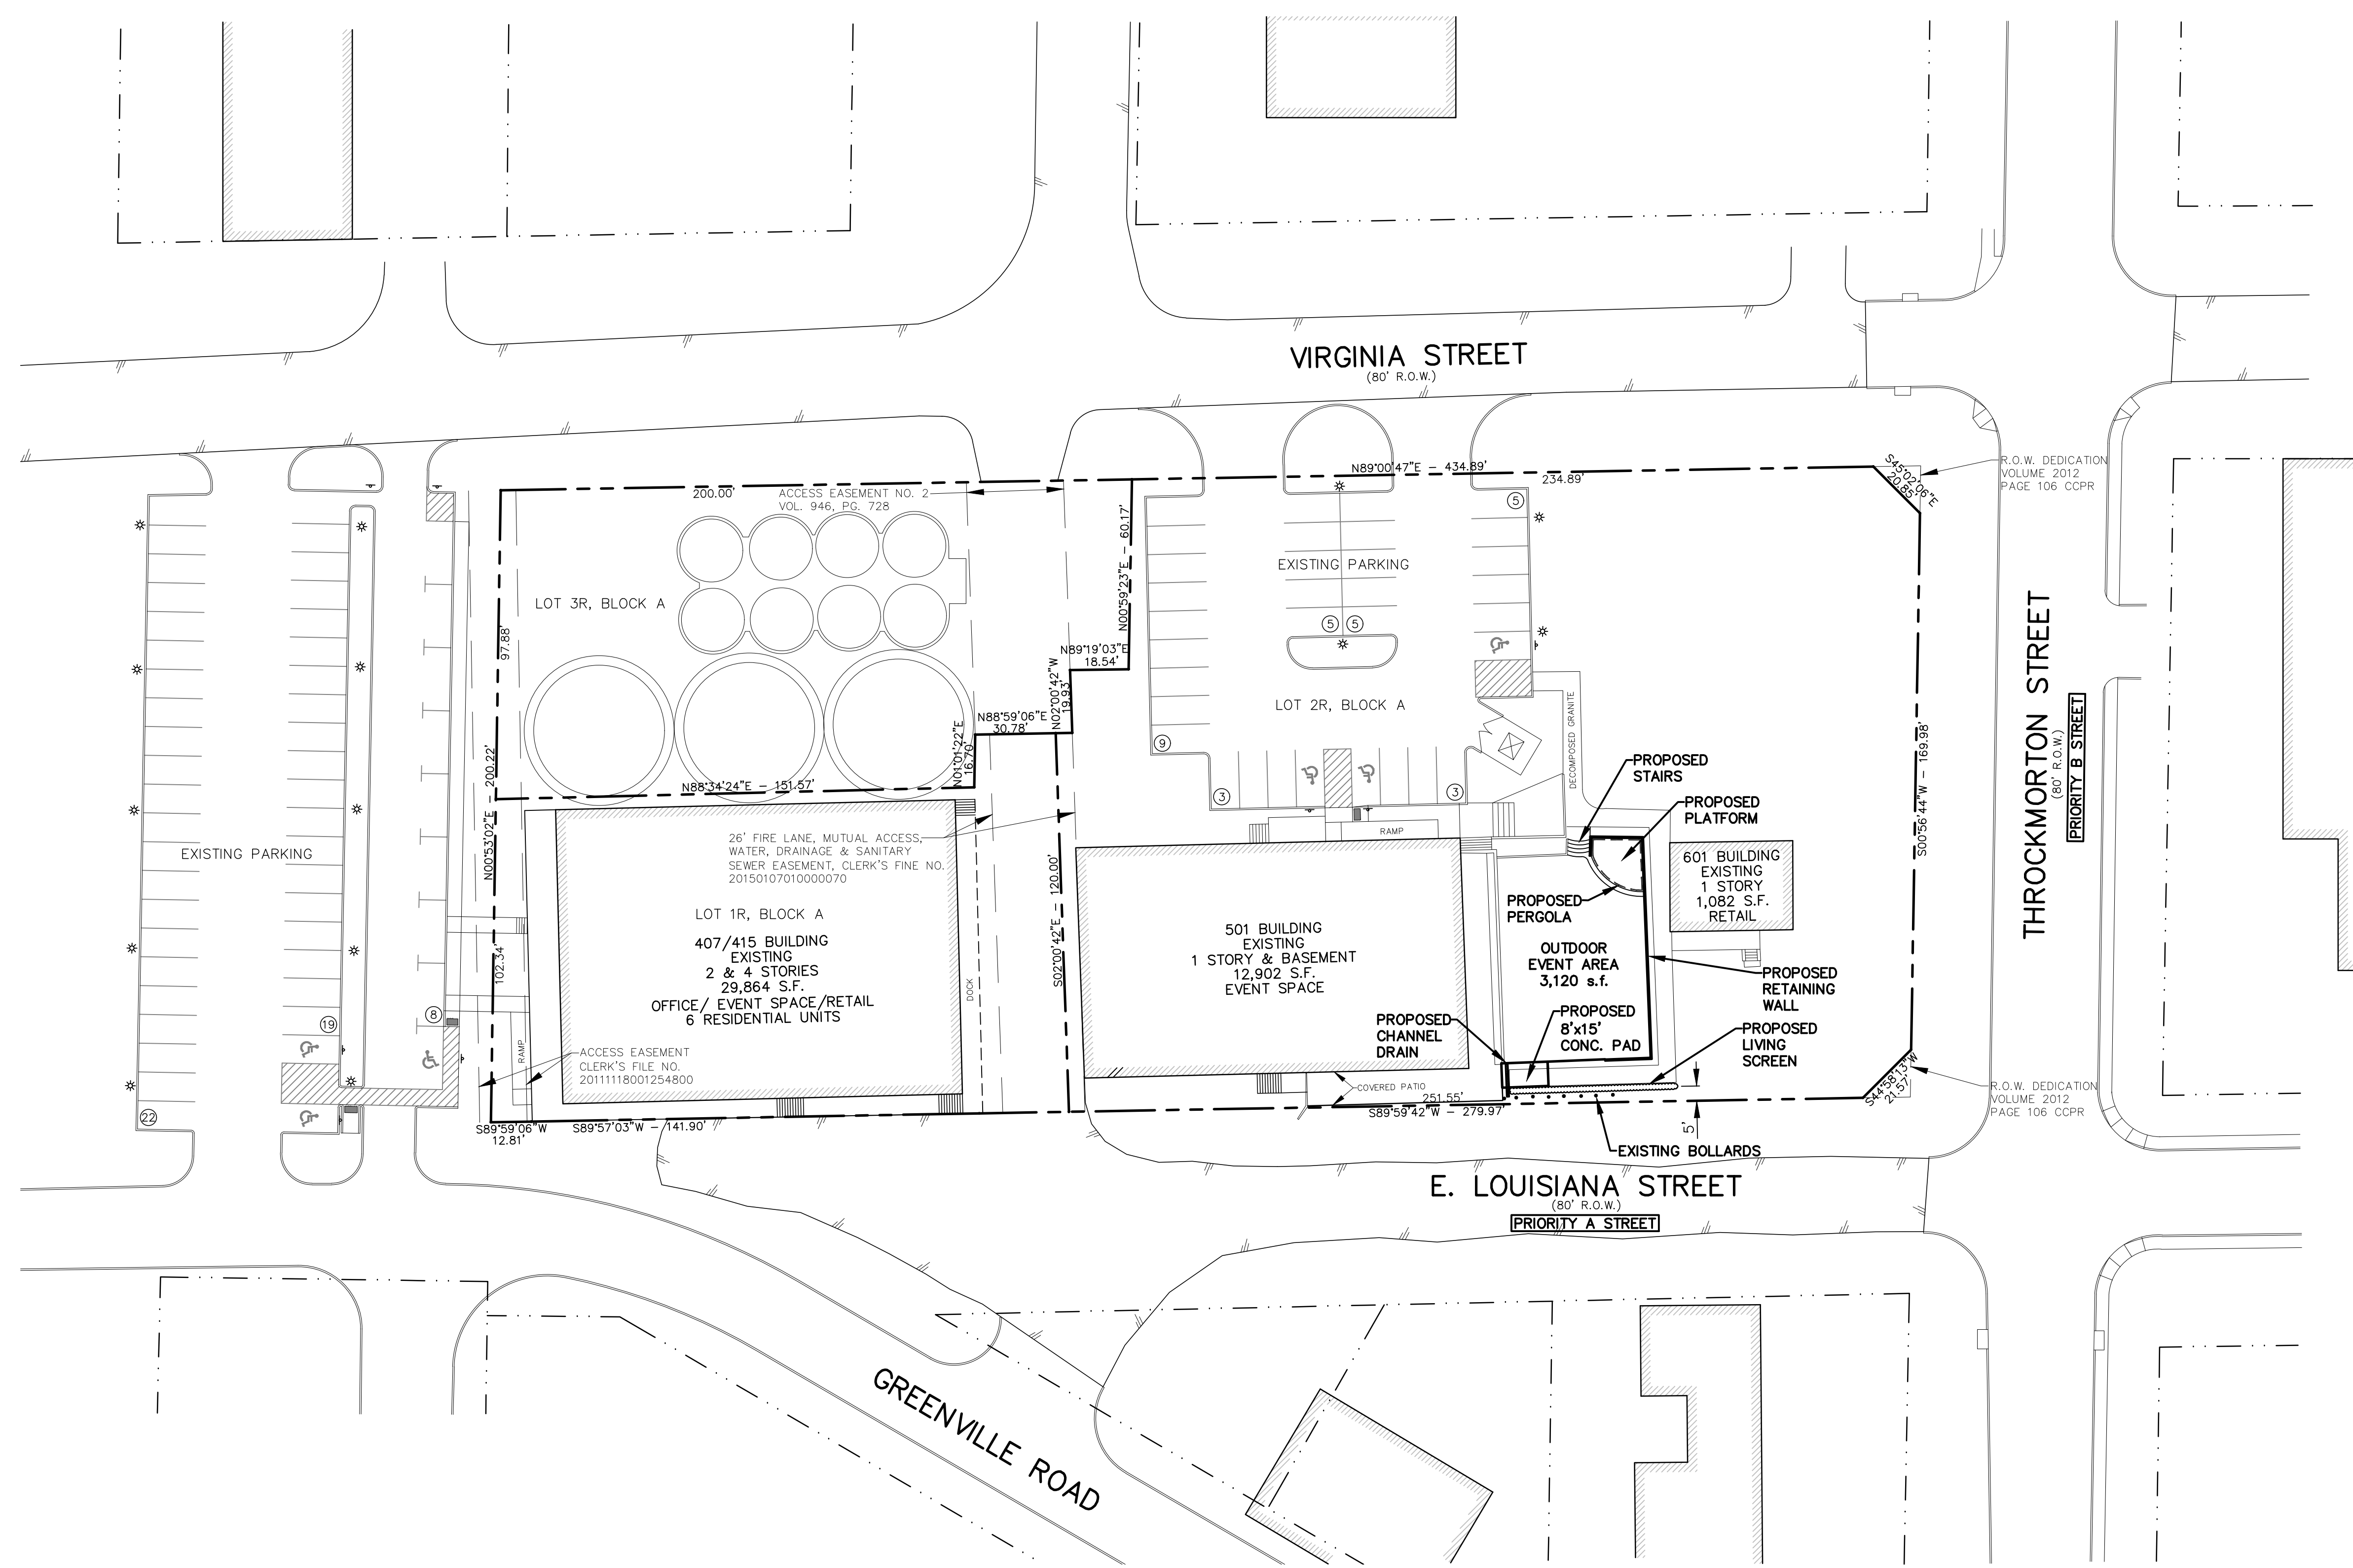 VIRGINIA STREET
(80' R.O.W.)
N89°00'47"E - 434.89'
200.00'
234.89'
ACCESS EASEMENT NO. 2
VOL. 946, PG. 728
S45°02'06"E
20.85'
R.O.W. DEDICATION
VOLUME 2012
PAGE 106 CCPR
LOT 3R, BLOCK A
97.88'
N00°59'23"E - 60.17'
N89°19'03"E
18.54'
N02°00'42"W
19.93'
N88°59'06"E
30.78'
N01°01'22"E
16.70'
N88°34'24"E - 151.57'
N00°53'02"E - 200.22'
102.34'
EXISTING PARKING
22
19
8
EXISTING PARKING
5
5
5
9
3
3
LOT 2R, BLOCK A
DECOMPOSED GRANITE
RAMP
26' FIRE LANE, MUTUAL ACCESS,
WATER, DRAINAGE & SANITARY
SEWER EASEMENT, CLERK'S FINE NO.
20150107010000070
LOT 1R, BLOCK A
407/415 BUILDING
EXISTING
2 & 4 STORIES
29,864 S.F.
OFFICE/ EVENT SPACE/RETAIL
6 RESIDENTIAL UNITS
DOCK
RAMP
ACCESS EASEMENT
CLERK'S FILE NO.
20111118001254800
S02°00'42"E - 120.00'
501 BUILDING
EXISTING
1 STORY & BASEMENT
12,902 S.F.
EVENT SPACE
PROPOSED
STAIRS
PROPOSED
PLATFORM
PROPOSED
PERGOLA
601 BUILDING
EXISTING
1 STORY
1,082 S.F.
RETAIL
OUTDOOR
EVENT AREA
3,120 s.f.
PROPOSED
RETAINING
WALL
PROPOSED
8'x15'
CONC. PAD
PROPOSED
CHANNEL
DRAIN
PROPOSED
LIVING
SCREEN
COVERED PATIO
251.55'
S89°59'42"W - 279.97'
S89°59'06"W
12.81'
S89°57'03"W - 141.90'
5'
EXISTING BOLLARDS
S00°56'44"W - 169.98'
S44°58'13"W
21.57'
R.O.W. DEDICATION
VOLUME 2012
PAGE 106 CCPR
THROCKMORTON STREET
(80' R.O.W.)
PRIORITY B STREET
E. LOUISIANA STREET
(80' R.O.W.)
PRIORITY A STREET
GREENVILLE ROAD